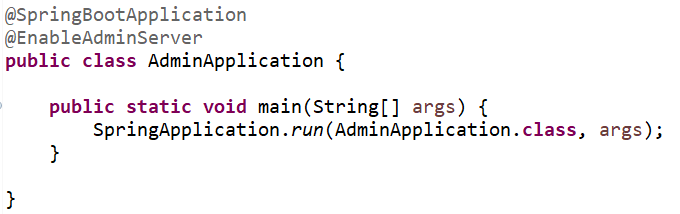 @SpringBootApplication
@EnableAdminServer
public class AdminApplication {
    public static void main(String[] args) {
        SpringApplication.run(AdminApplication.class, args);
    }
}